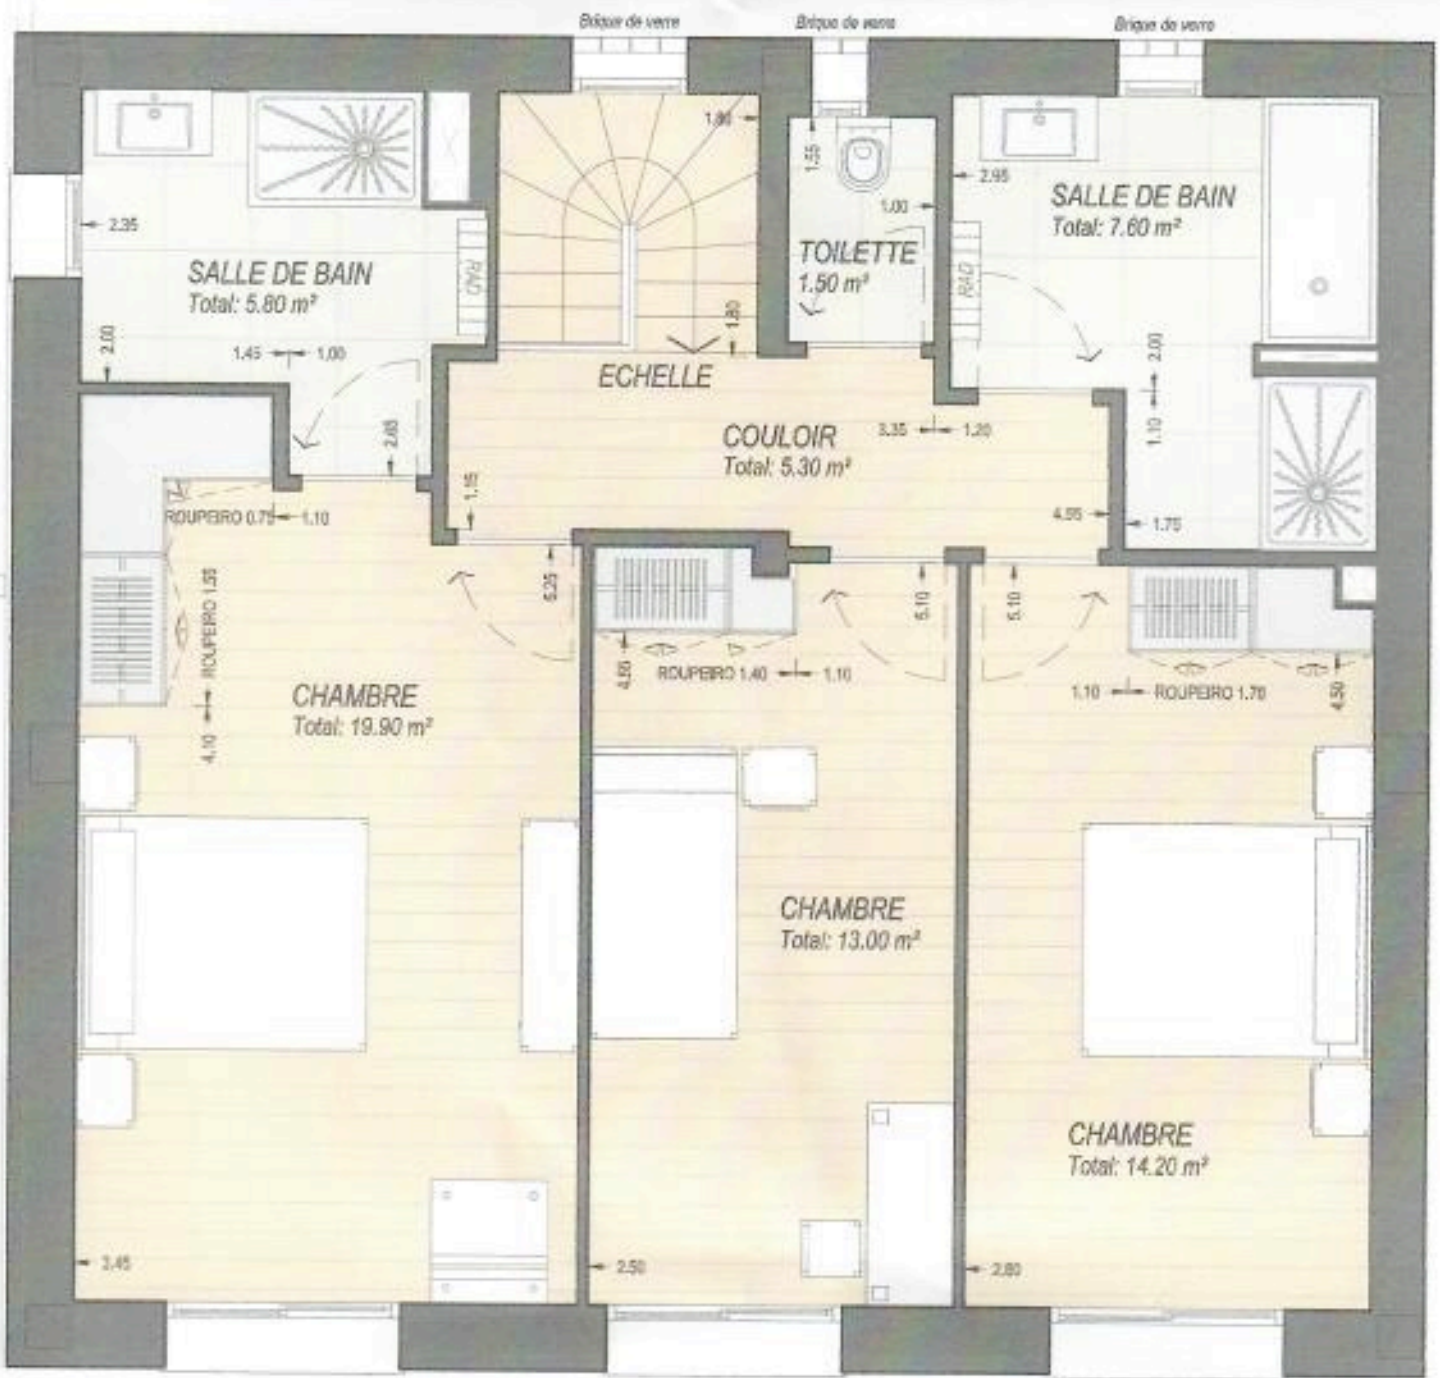 Brique de verre
Brique de verre
Brique de verre
1.80
1.55
1.00
2.95
2.35
SALLE DE BAIN
Total: 5.80 m²
RAD
2.00
1.45
1.00
2.65
TOILETTE
1.50 m²
1.80
RAD
SALLE DE BAIN
Total: 7.60 m²
2.00
1.10
1.75
ECHELLE
COULOIR
Total: 5.30 m²
3.35
1.20
1.15
4.95
ROUPEIRO 0.75
1.10
ROUPEIRO 1.55
4.10
5.25
CHAMBRE
Total: 19.90 m²
3.45
4.55
ROUPEIRO 1.40
1.10
5.10
CHAMBRE
Total: 13.00 m²
2.50
5.10
1.10
ROUPEIRO 1.70
4.50
CHAMBRE
Total: 14.20 m²
2.80